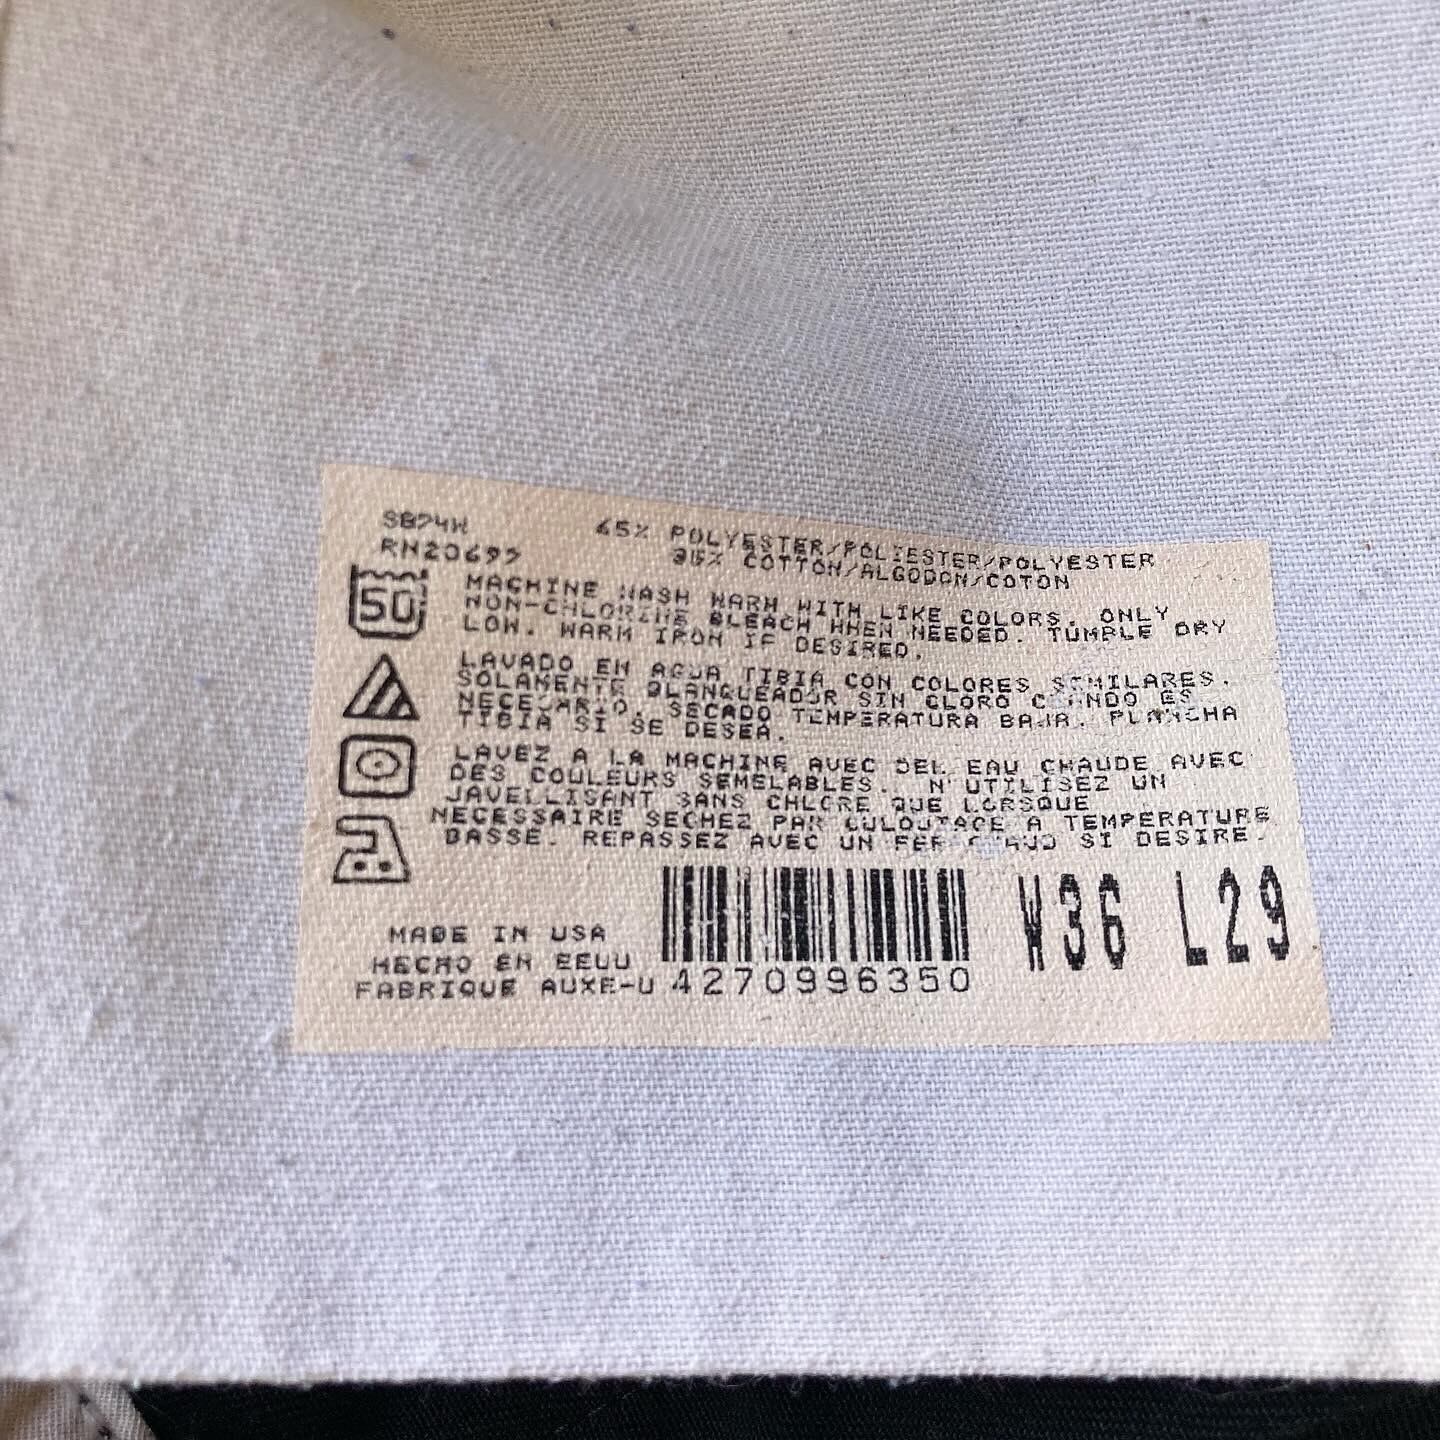 SB74W
RN20697
65% POLYESTER/POLIESTER/POLYESTER
35% COTTON/ALGODON/COTON
50
MACHINE WASH WARM WITH LIKE COLORS. ONLY
NON-CHLORINE BLEACH WHEN NEEDED. TUMBLE DRY
LOW. WARM IRON IF DESIRED.
LAVADO EN AGUA TIBIA CON COLORES SIMILARES.
SOLAMENTE BLANQUEADOR SIN CLORO CUANDO ES
NECESARIO. SECADO TEMPERATURA BAJA. PLANCHA
TIBIA SI SE DESEA.
LAVEZ A LA MACHINE AVEC DEL EAU CHAUDE AVEC
DES COULEURS SEMELABLES. N'UTILISEZ UN
JAVELLISANT SANS CHLORE QUE LORSQUE
NECESSAIRE SECHEZ PAR CULOUTAGE A TEMPERATURE
BASSE. REPASSEZ AVEC UN FER CHAUD SI DESIRE.
MADE IN USA
HECHO EN EEUU
FABRIQUE AUXE-U
4270996350
W36 L29